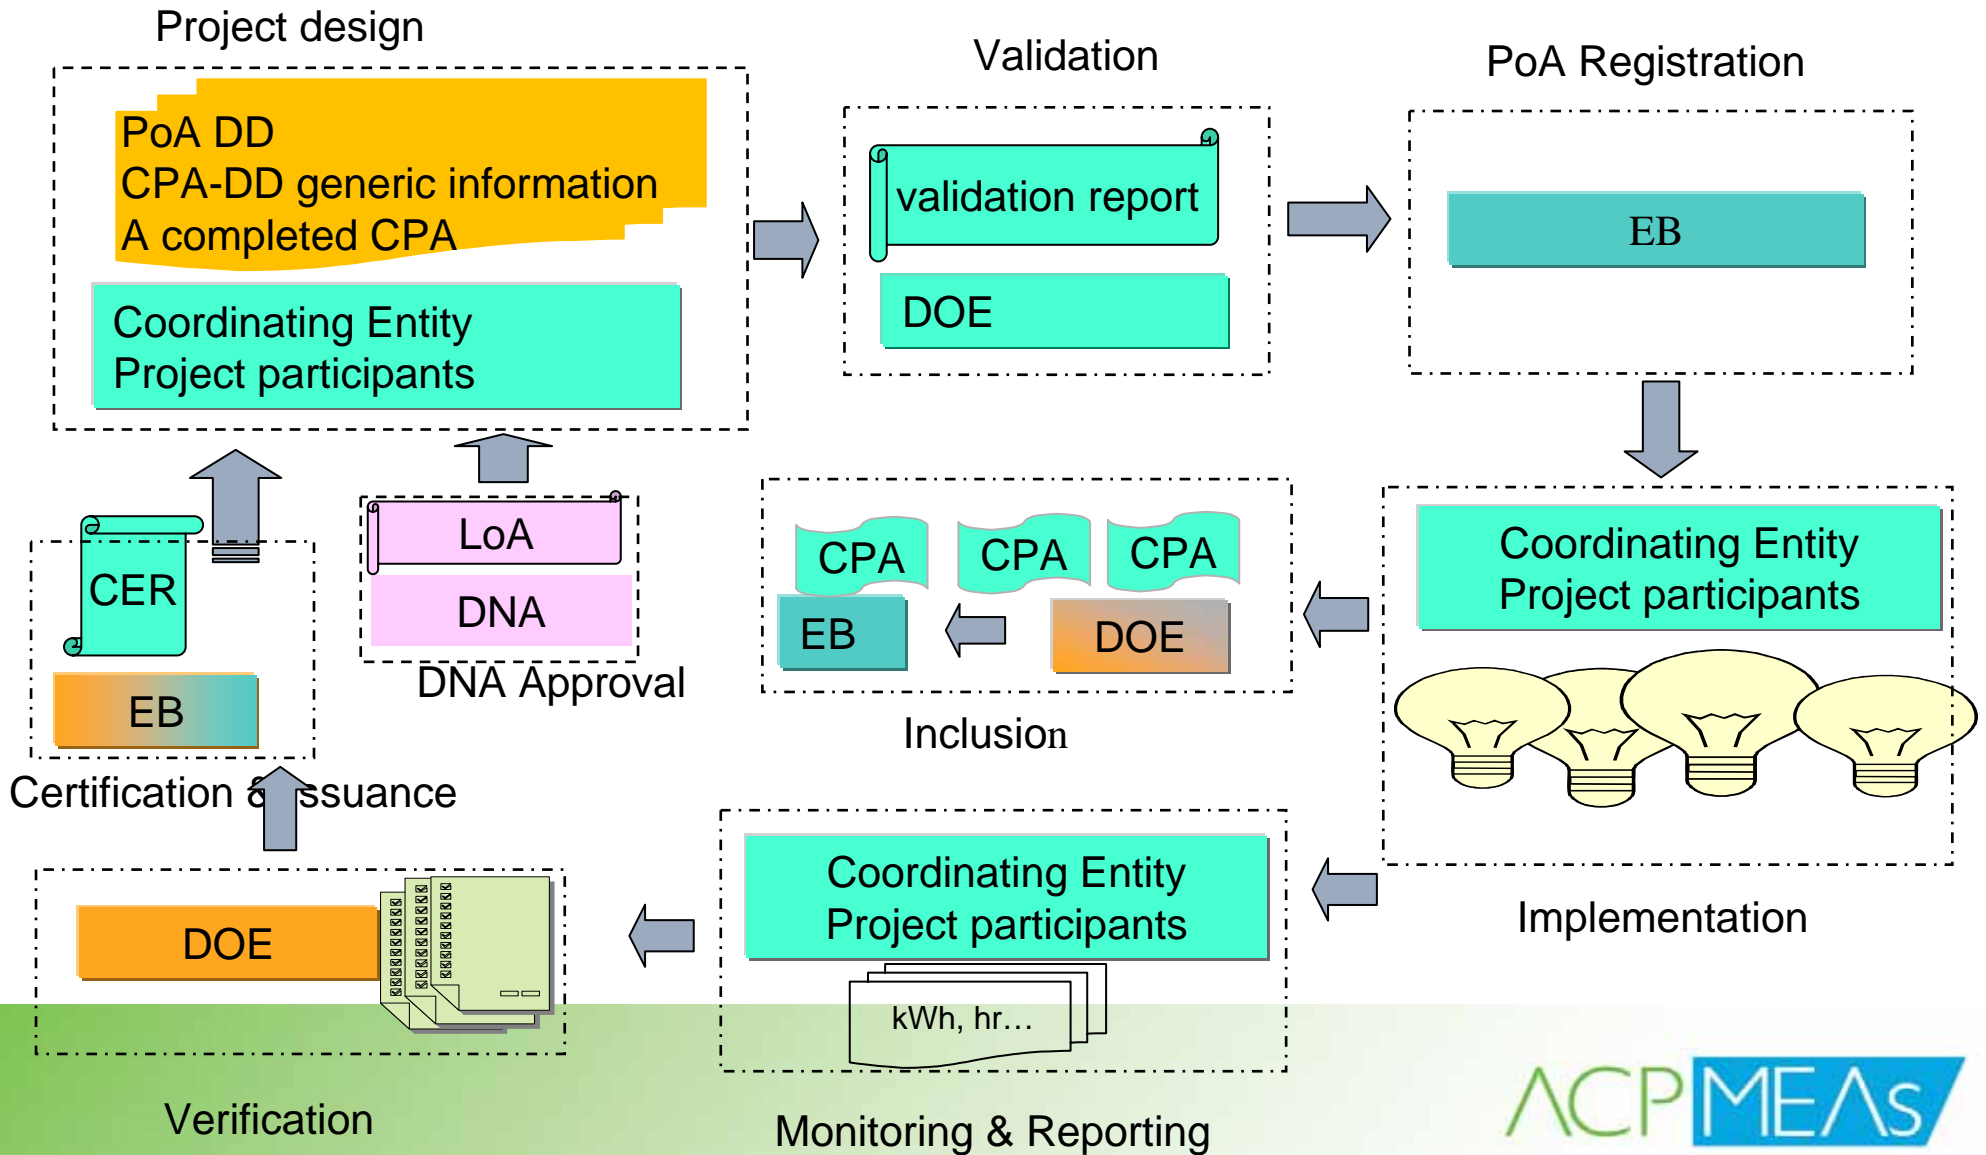 Project design
Validation
PoA Registration
PoA DD
CPA-DD generic information
A completed CPA
Coordinating Entity
Project participants
validation report
DOE
EB
LoA
DNA
DNA Approval
CER
EB
Certification & Issuance
CPA
CPA
CPA
EB
DOE
Inclusion
Coordinating Entity
Project participants
Implementation
DOE
Verification
Coordinating Entity
Project participants
kWh, hr…
Monitoring & Reporting
ACP MEAs